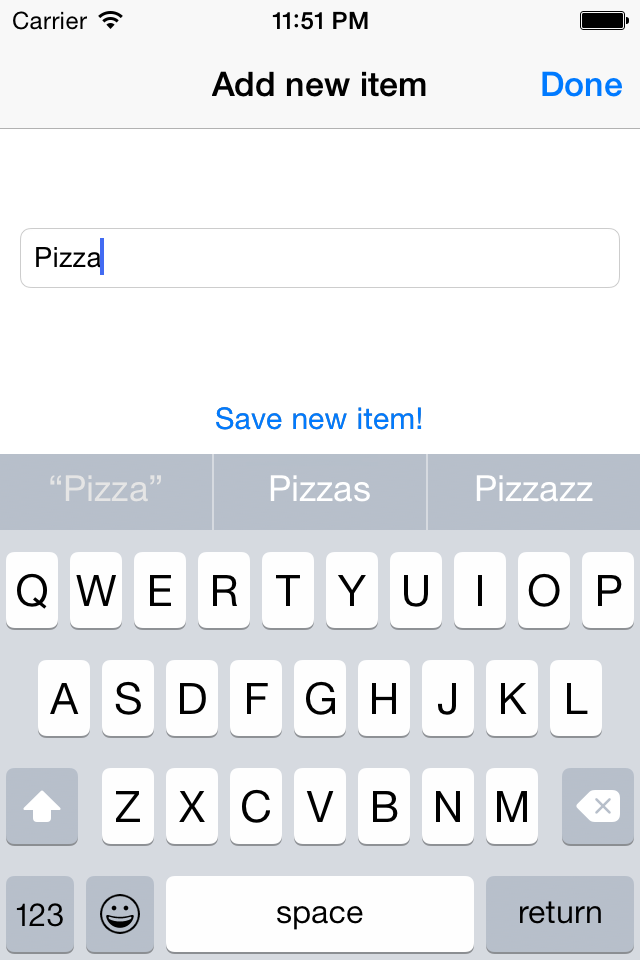 Carrier 11:51 PM
Add new item Done
Pizza
Save new item!
“Pizza” Pizzas Pizzazz
Q W E R T Y U I O P
A S D F G H J K L
Z X C V B N M
123 space return